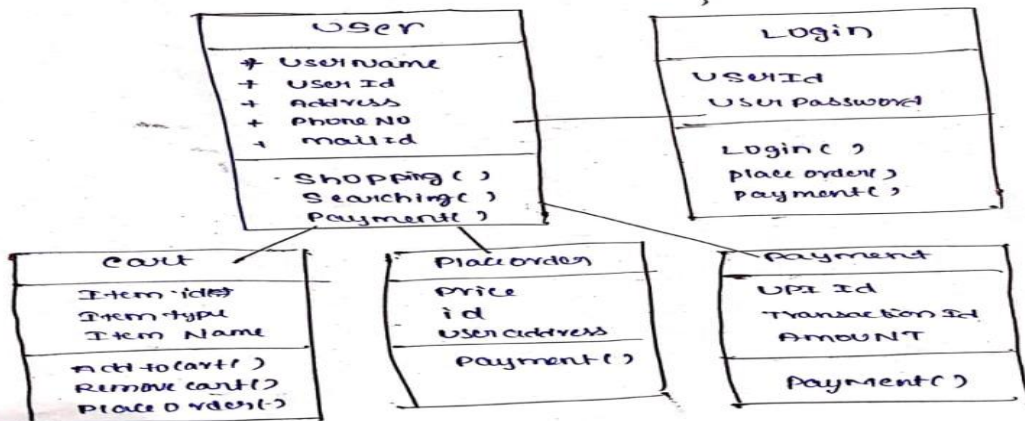 User
+ UserName
+ User Id
+ Address
+ Phone NO
+ mailId
Shopping( )
Searching( )
Payment( )
Login
UserId
User Password
Login( )
place order( )
payment( )
Cart
Item id
Item type
Item Name
Add to cart( )
Remove cart( )
Place Order( )
Place order
Price
id
User address
Payment( )
Payment
UPI Id
Transaction Id
AMOUNT
Payment( )